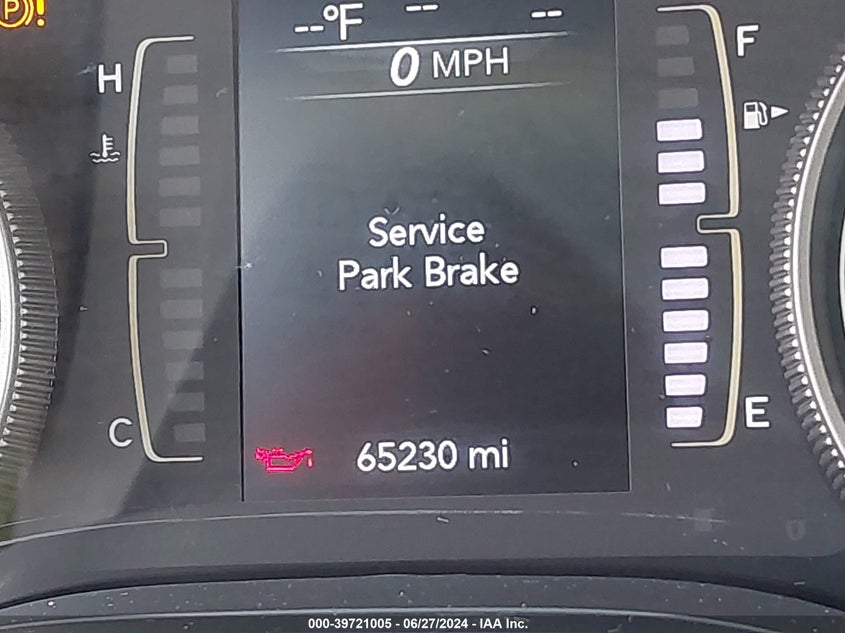 P !
--°F -- --
H
0 MPH
F
Service
Park Brake
C
65230 mi
E
000-39721005 - 06/27/2024 - IAA Inc.